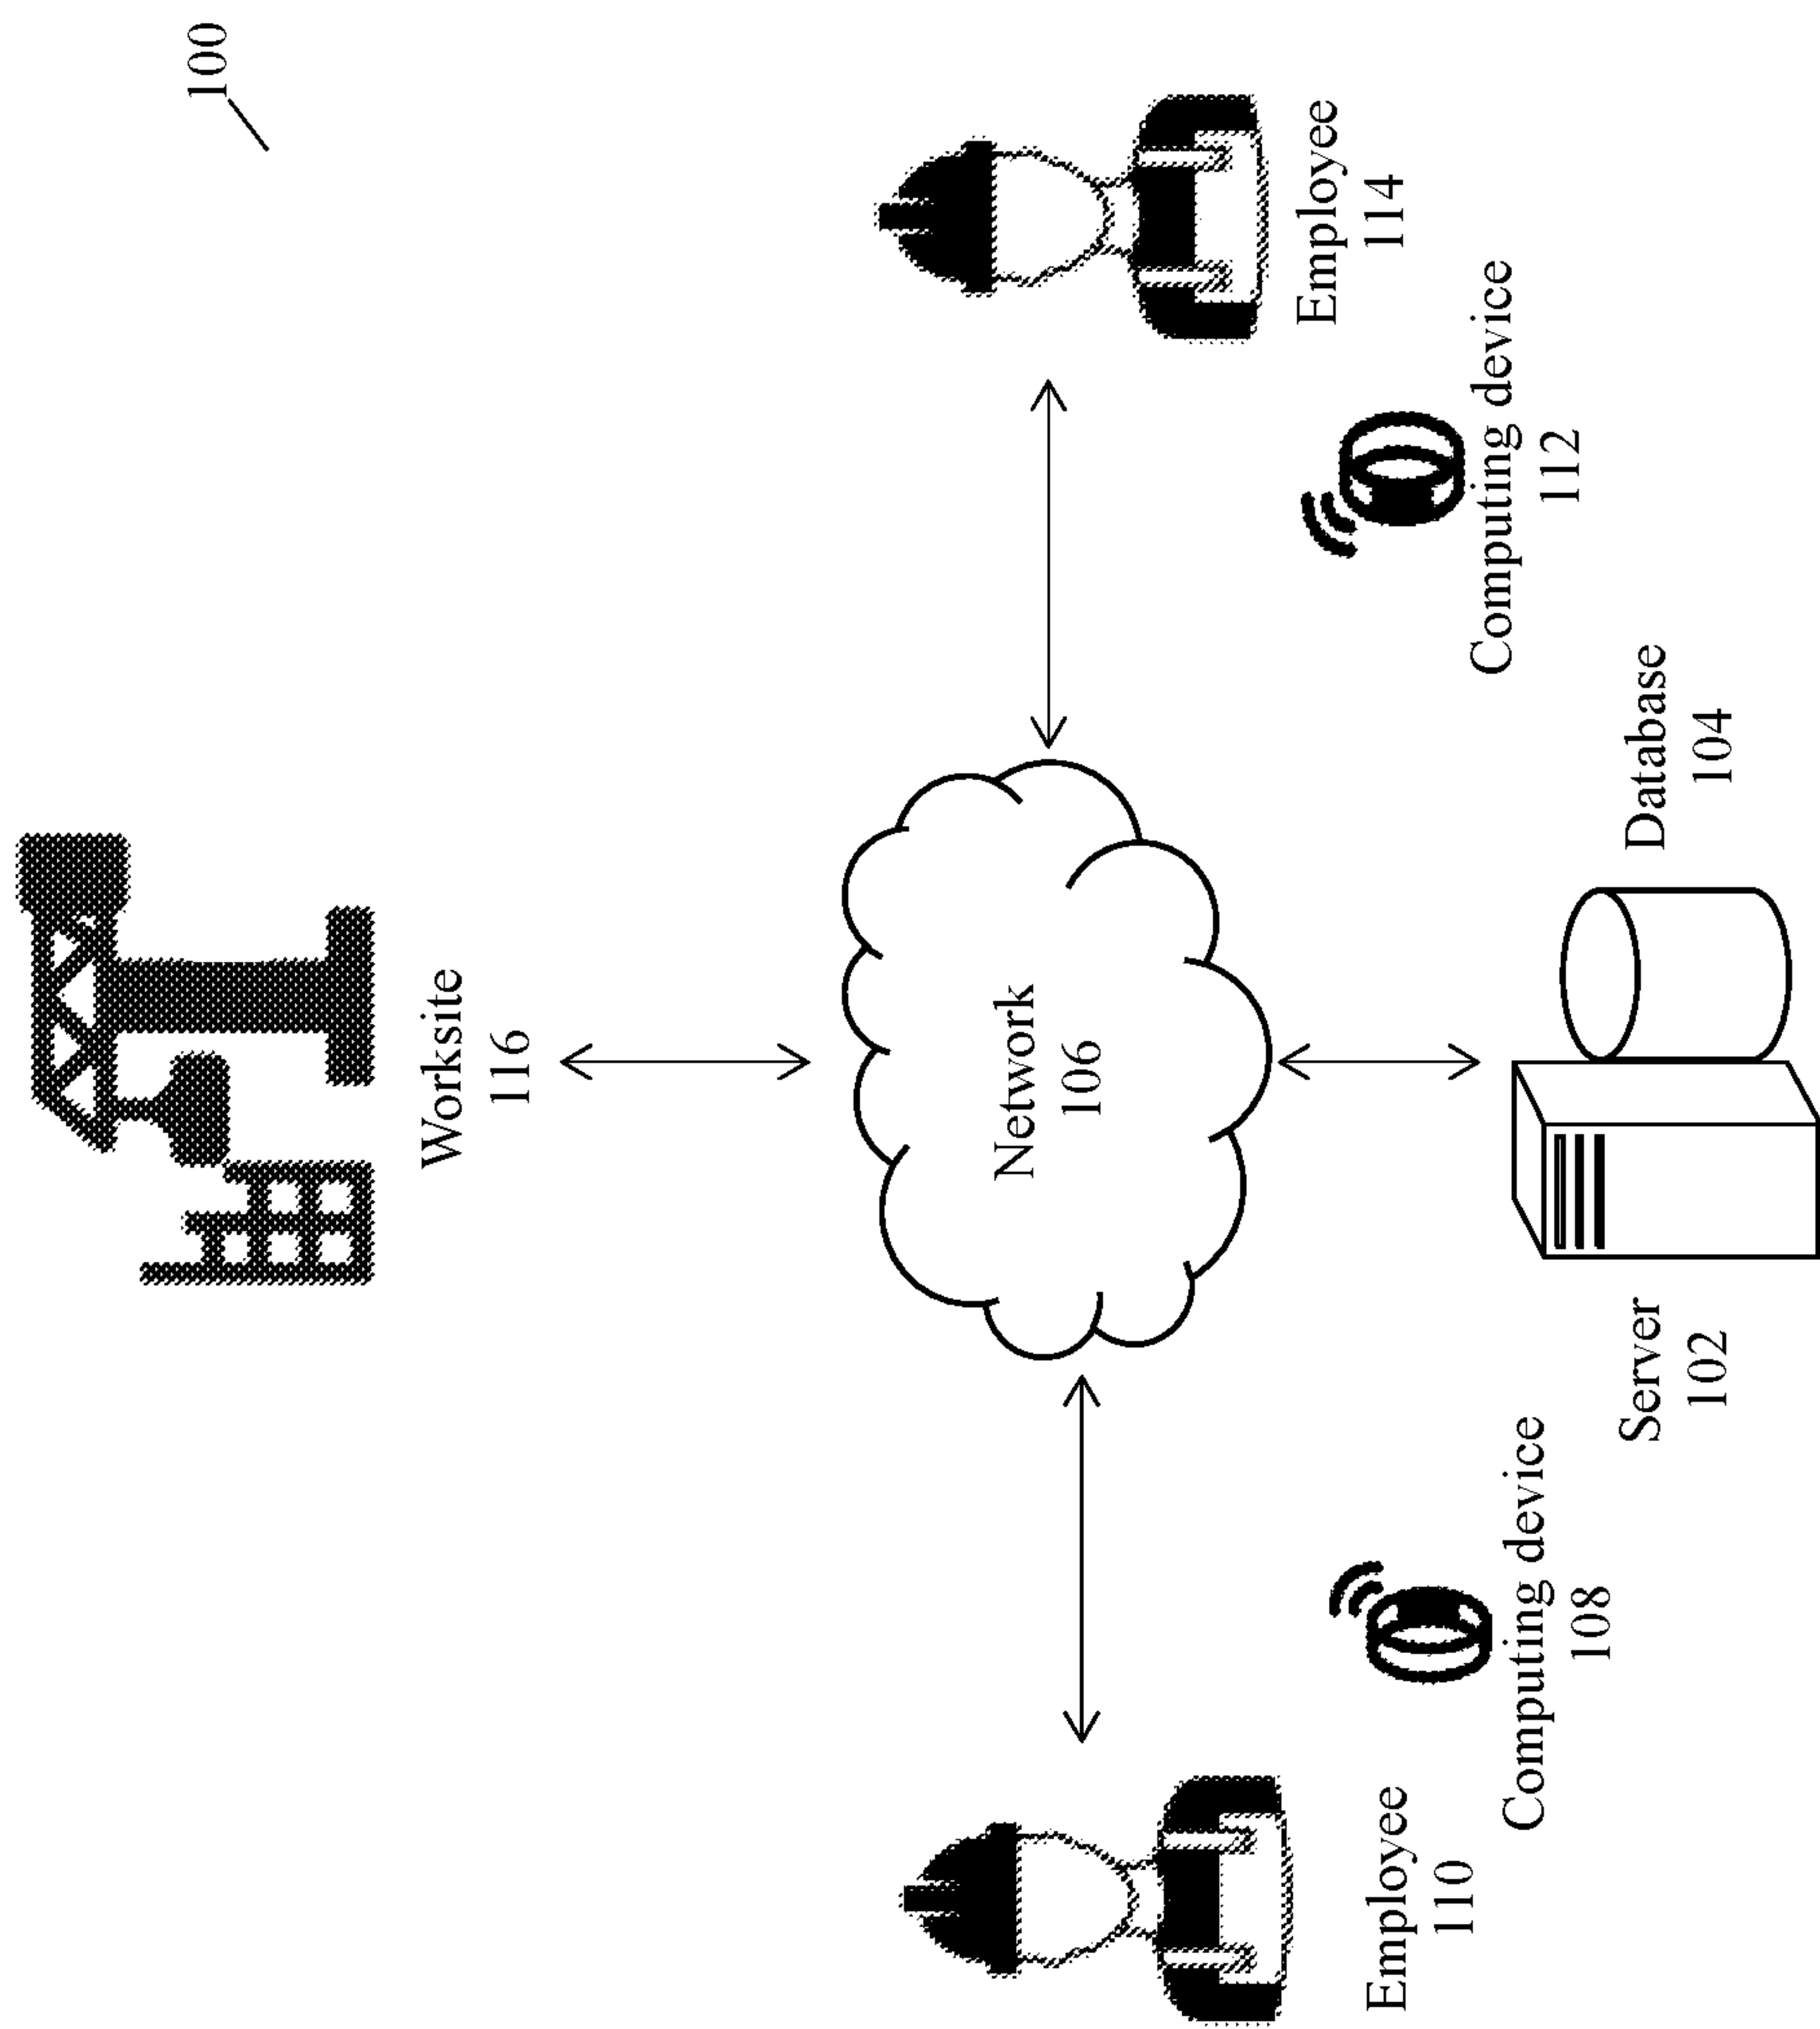 100
Worksite
116
Network
106
Employee
110
Employee
114
Computing device
108
Computing device
112
Server
102
Database
104